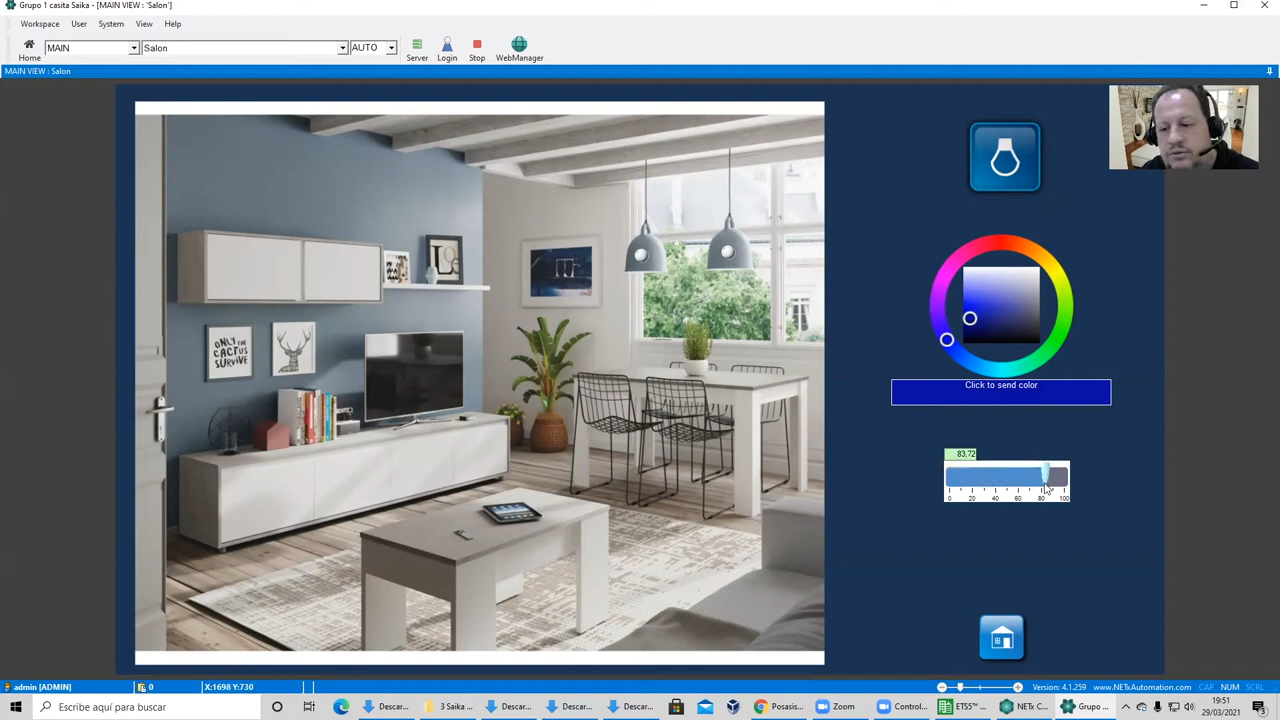 Grupo 1 casita Saika - [MAIN VIEW : 'Salon']
Workspace User System View Help
MAIN Salon AUTO
Home Server Login Stop WebManager
MAIN VIEW : Salon
ONLY THE
CACTUS
SURVIVE
Click to send color
83,72
0 20 40 60 80 100
admin [ADMIN] 0 X:1698 Y:730 Version: 4.1.259 www.NETxAutomation.com CAP NUM SCRL
Escribe aquí para buscar Descar... 3 Saika ... Descar... Descar... Descar... Posasis... Zoom Control... ETS5™ ... NETx C... Grupo ... 19:51
29/03/2021